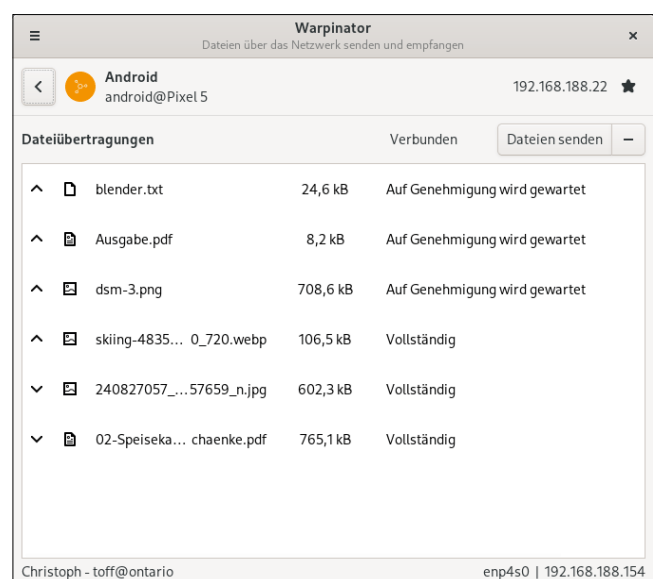 Warpinator
Dateien über das Netzwerk senden und empfangen
Android
android@Pixel 5
192.168.188.22
Dateiübertragungen Verbunden Dateien senden
blender.txt 24,6 kB Auf Genehmigung wird gewartet
Ausgabe.pdf 8,2 kB Auf Genehmigung wird gewartet
dsm-3.png 708,6 kB Auf Genehmigung wird gewartet
skiing-4835… 0_720.webp 106,5 kB Vollständig
240827057_…57659_n.jpg 602,3 kB Vollständig
02-Speiseka… chaenke.pdf 765,1 kB Vollständig
Christoph - toff@ontario enp4s0 | 192.168.188.154